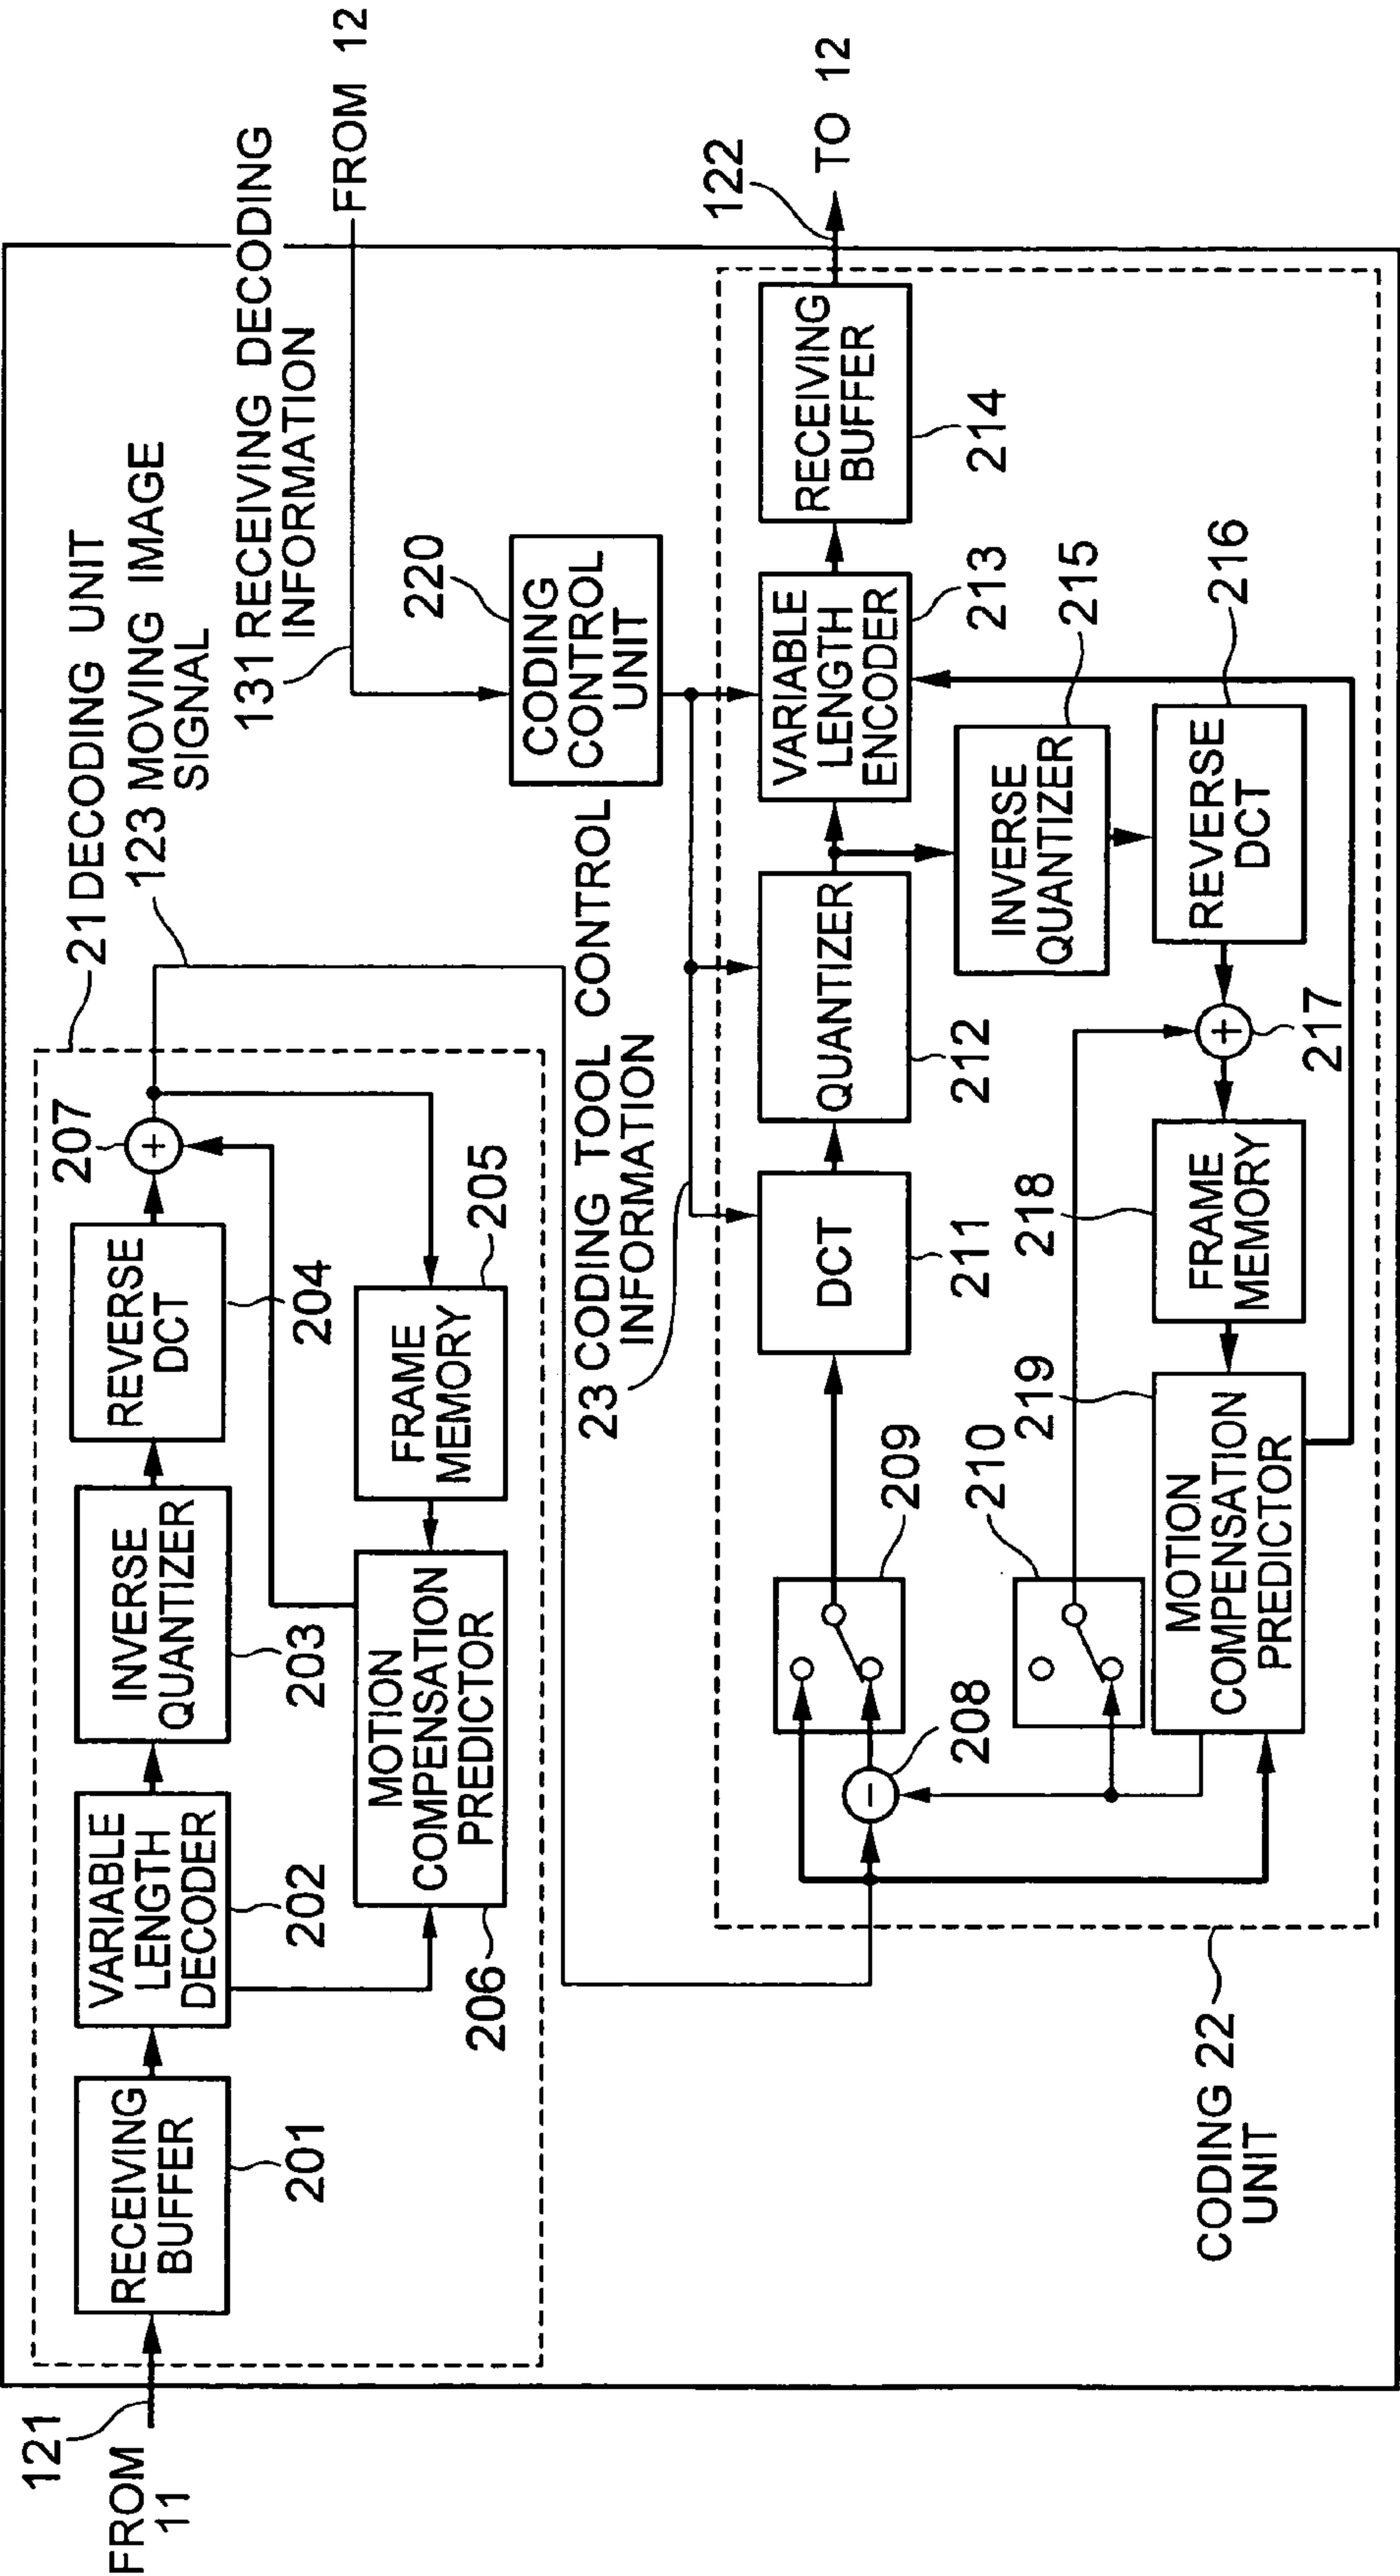 FROM
11
121
21 DECODING UNIT
123 MOVING IMAGE
SIGNAL
RECEIVING
BUFFER
201
VARIABLE
LENGTH
DECODER
202
INVERSE
QUANTIZER
203
REVERSE
DCT
204
+
207
FRAME
MEMORY
205
MOTION
COMPENSATION
PREDICTOR
206
131 RECEIVING DECODING
INFORMATION
FROM 12
CODING
CONTROL
UNIT
220
23 CODING TOOL CONTROL
INFORMATION
−
208
209
210
DCT
211
QUANTIZER
212
VARIABLE
LENGTH
ENCODER
213
RECEIVING
BUFFER
214
122
TO 12
INVERSE
QUANTIZER
215
REVERSE
DCT
216
+
217
FRAME
MEMORY
218
MOTION
COMPENSATION
PREDICTOR
219
CODING 22
UNIT